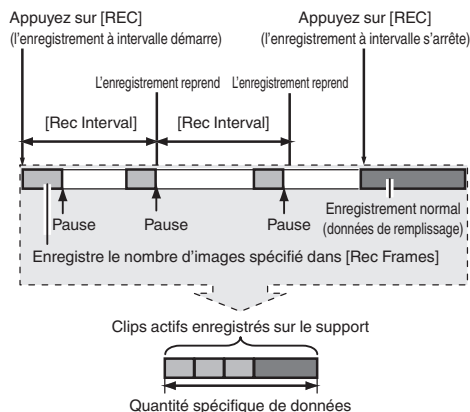 Appuyez sur [REC]
(l'enregistrement à intervalle démarre)
Appuyez sur [REC]
(l'enregistrement à intervalle s'arrête)
L'enregistrement reprend
L'enregistrement reprend
[Rec Interval]
[Rec Interval]
Pause
Pause
Pause
Enregistrement normal
(données de remplissage)
Enregistre le nombre d'images spécifié dans [Rec Frames]
Clips actifs enregistrés sur le support
Quantité spécifique de données